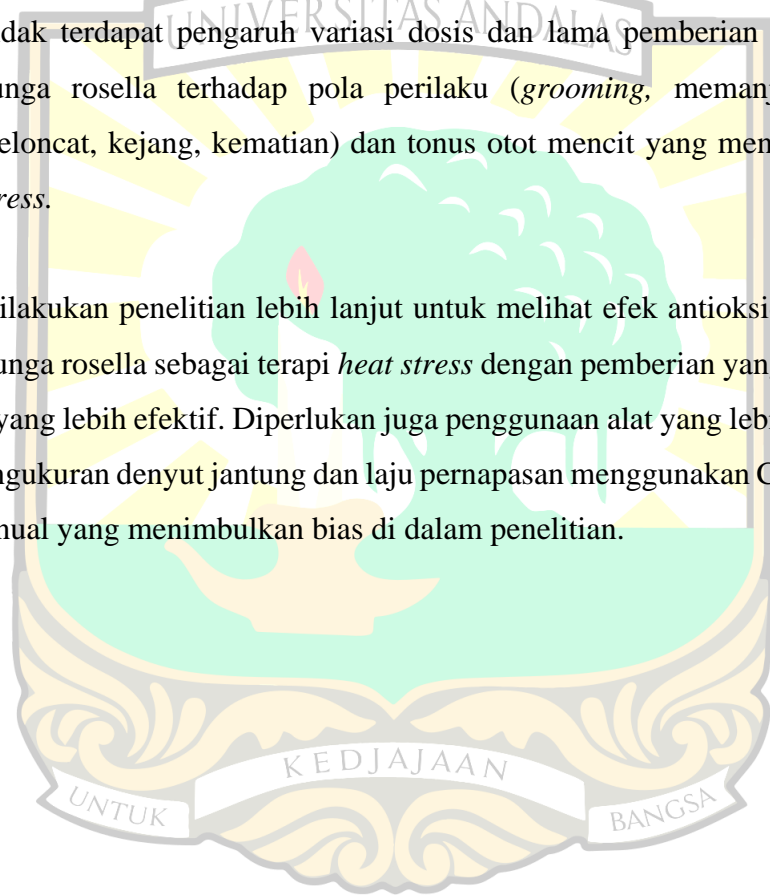 UNIVERSITAS ANDALAS
dak terdapat pengaruh variasi dosis dan lama pemberian
unga rosella terhadap pola perilaku (grooming, memanj
eloncat, kejang, kematian) dan tonus otot mencit yang men
ress.
ilakukan penelitian lebih lanjut untuk melihat efek antioksi
unga rosella sebagai terapi heat stress dengan pemberian yang
yang lebih efektif. Diperlukan juga penggunaan alat yang leb
ngukuran denyut jantung dan laju pernapasan menggunakan C
nual yang menimbulkan bias di dalam penelitian.
KEDJAJAAN
UNTUK
BANGSA